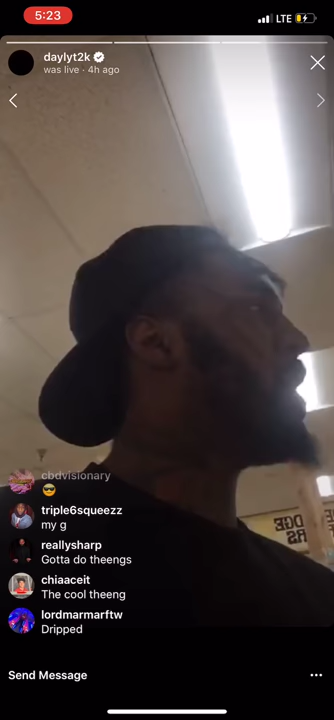 5:23
LTE
daylyt2k
was live · 4h ago
cbdvisionary
😎
triple6squeezz
my g
reallysharp
Gotta do theengs
chiaaceit
The cool theeng
lordmarmarftw
Dripped
Send Message